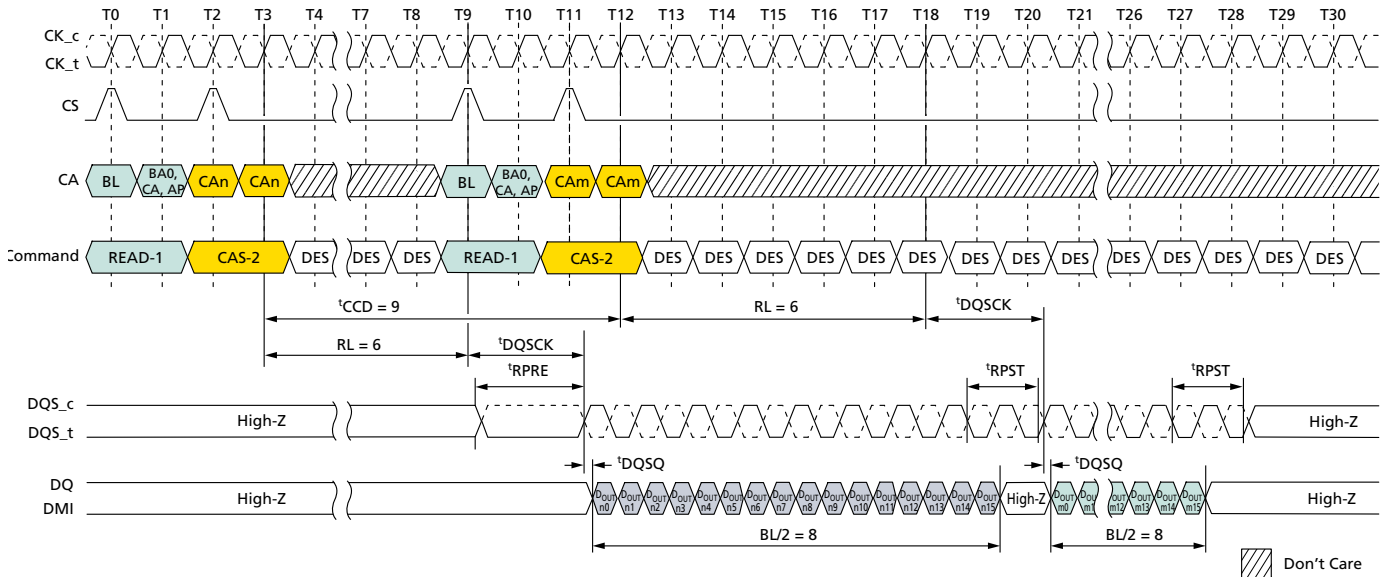 T0 T1 T2 T3 T4 T7 T8 T9 T10 T11 T12 T13 T14 T15 T16 T17 T18 T19 T20 T21 T26 T27 T28 T29 T30
CK_c
CK_t
CS
CA BL BA0, CA, AP CAn CAn BL BA0, CA, AP CAm CAm
Command READ-1 CAS-2 DES DES DES READ-1 CAS-2 DES DES DES DES DES DES DES DES DES DES DES DES DES DES
tCCD = 9 RL = 6 tDQSCK
RL = 6 tDQSCK
tRPRE tRPST tRPST
DQS_c
DQS_t
High-Z High-Z
tDQSQ tDQSQ
DQ
DMI
High-Z DOUT n0 DOUT n1 DOUT n2 DOUT n3 DOUT n4 DOUT n5 DOUT n6 DOUT n7 DOUT n8 DOUT n9 DOUT n10 DOUT n11 DOUT n12 DOUT n13 DOUT n14 DOUT n15 High-Z DOUT m0 DOUT m1 DOUT m12 DOUT m13 DOUT m14 DOUT m15 High-Z
BL/2 = 8 BL/2 = 8
Don't Care